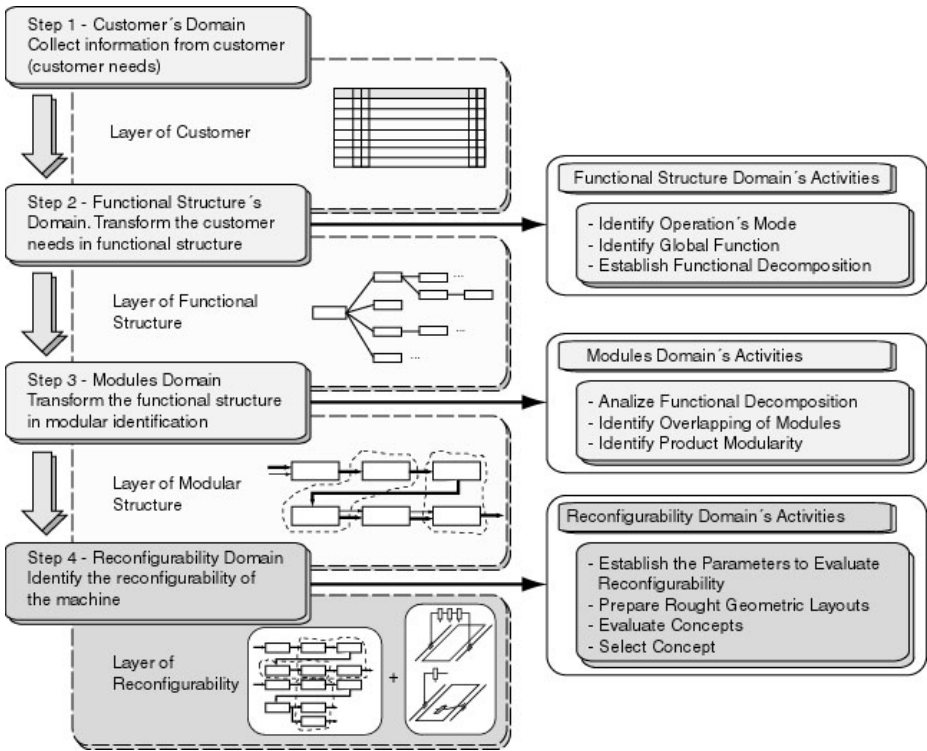 Step 1 - Customer´s Domain
Collect information from customer
(customer needs)
Layer of Customer
Step 2 - Functional Structure´s
Domain. Transform the customer
needs in functional structure
Functional Structure Domain´s Activities
- Identify Operation´s Mode
- Identify Global Function
- Establish Functional Decomposition
Layer of Functional
Structure
...
...
...
...
Step 3 - Modules Domain
Transform the functional structure
in modular identification
Modules Domain´s Activities
- Analize Functional Decomposition
- Identify Overlapping of Modules
- Identify Product Modularity
Layer of Modular
Structure
Step 4 - Reconfigurability Domain
Identify the reconfigurability of
the machine
Reconfigurability Domain´s Activities
- Establish the Parameters to Evaluate
Reconfigurability
- Prepare Rought Geometric Layouts
- Evaluate Concepts
- Select Concept
Layer of
Reconfigurability
+